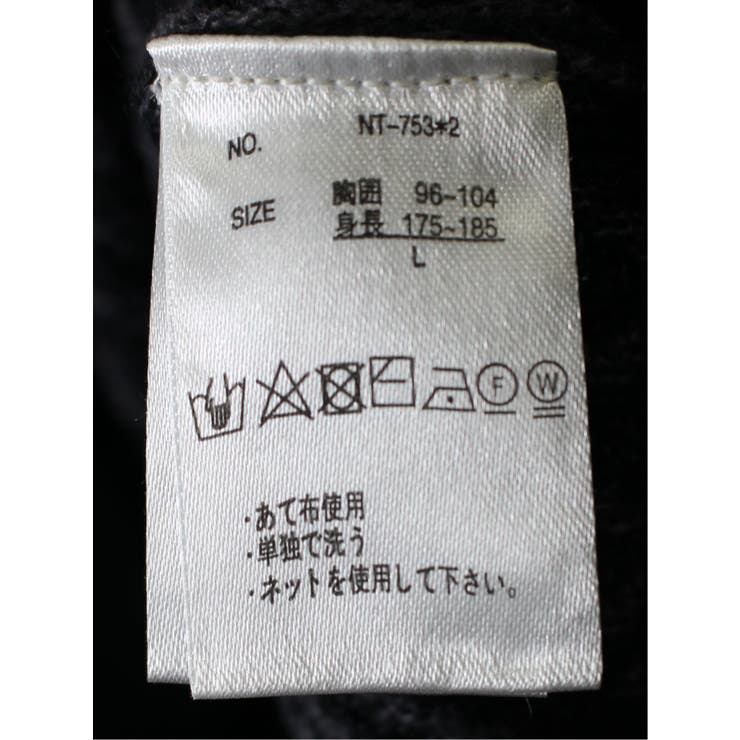 NO. NT-753*2
胸囲 96~104
SIZE 身長 175~185
L
F W
・あて布使用
・単独で洗う
・ネットを使用して下さい。